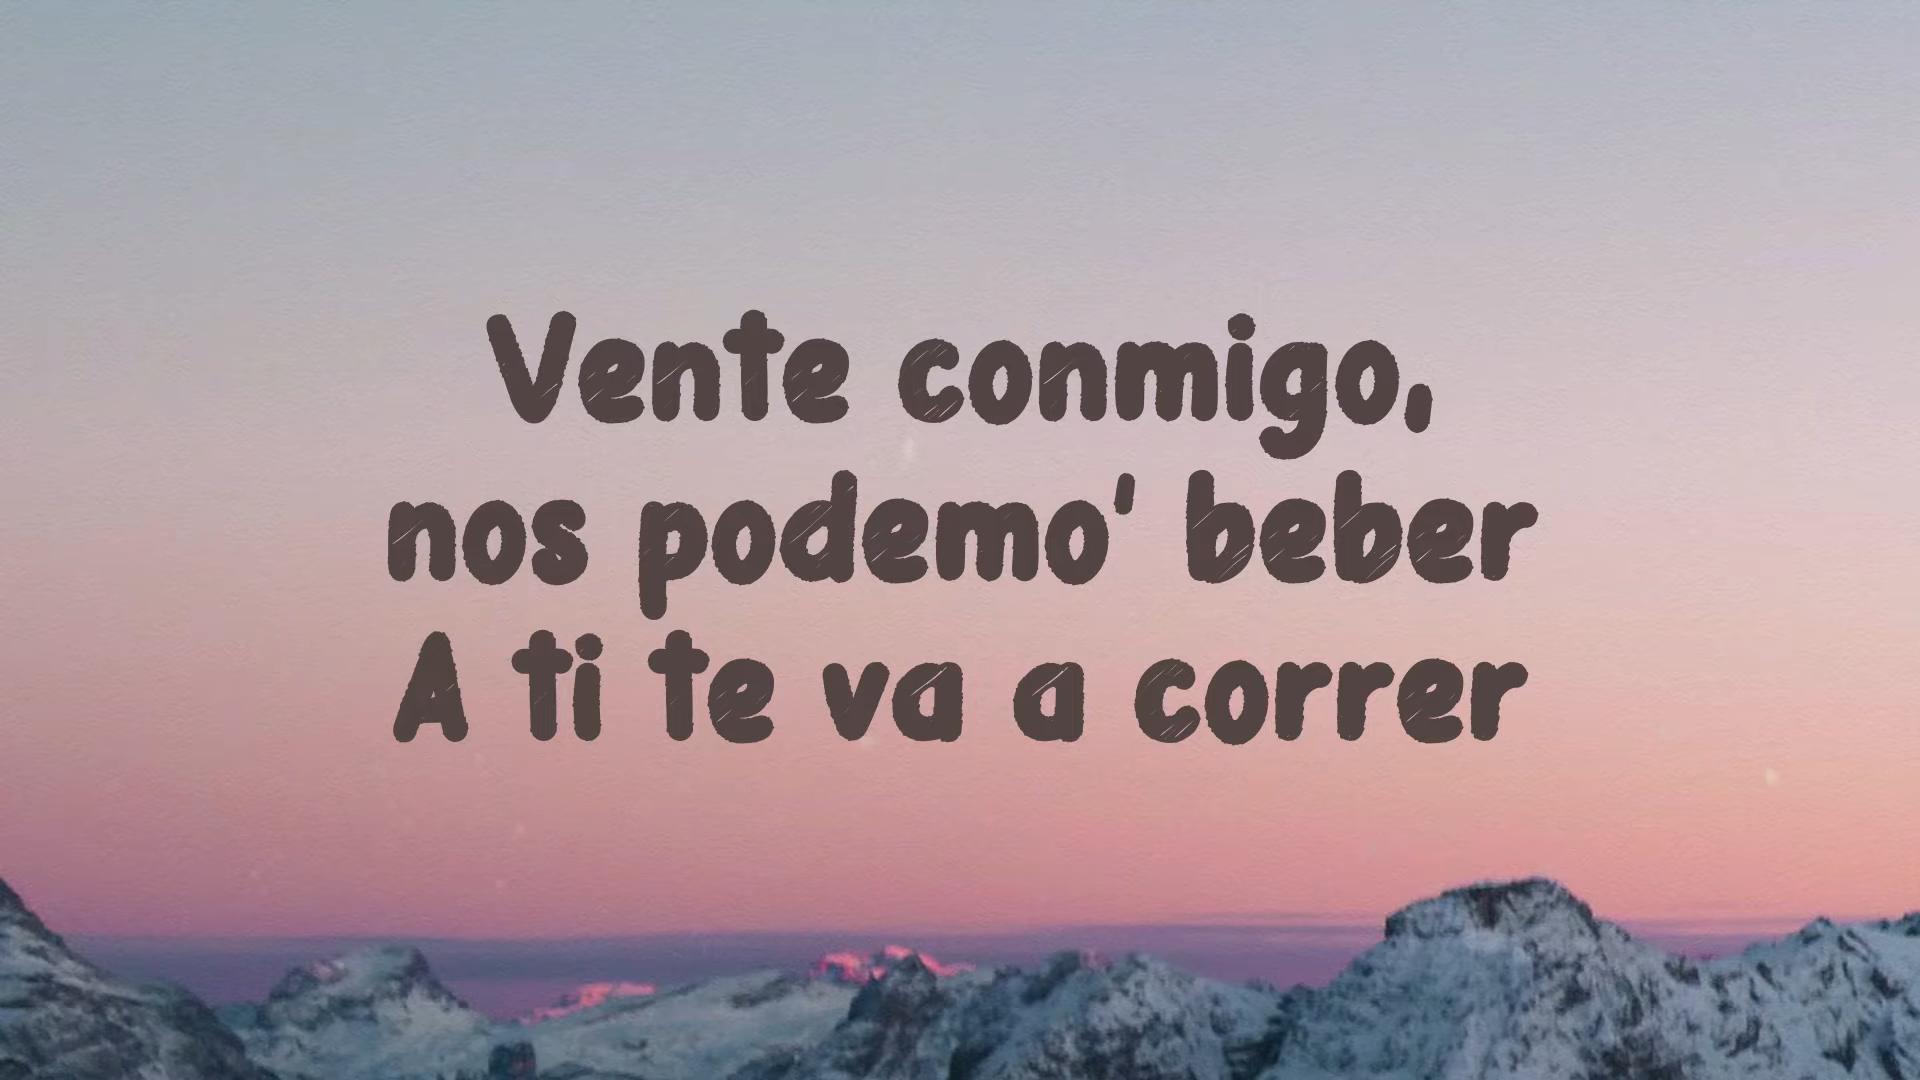 Vente conmigo,
nos podemo' beber
A ti te va a correr